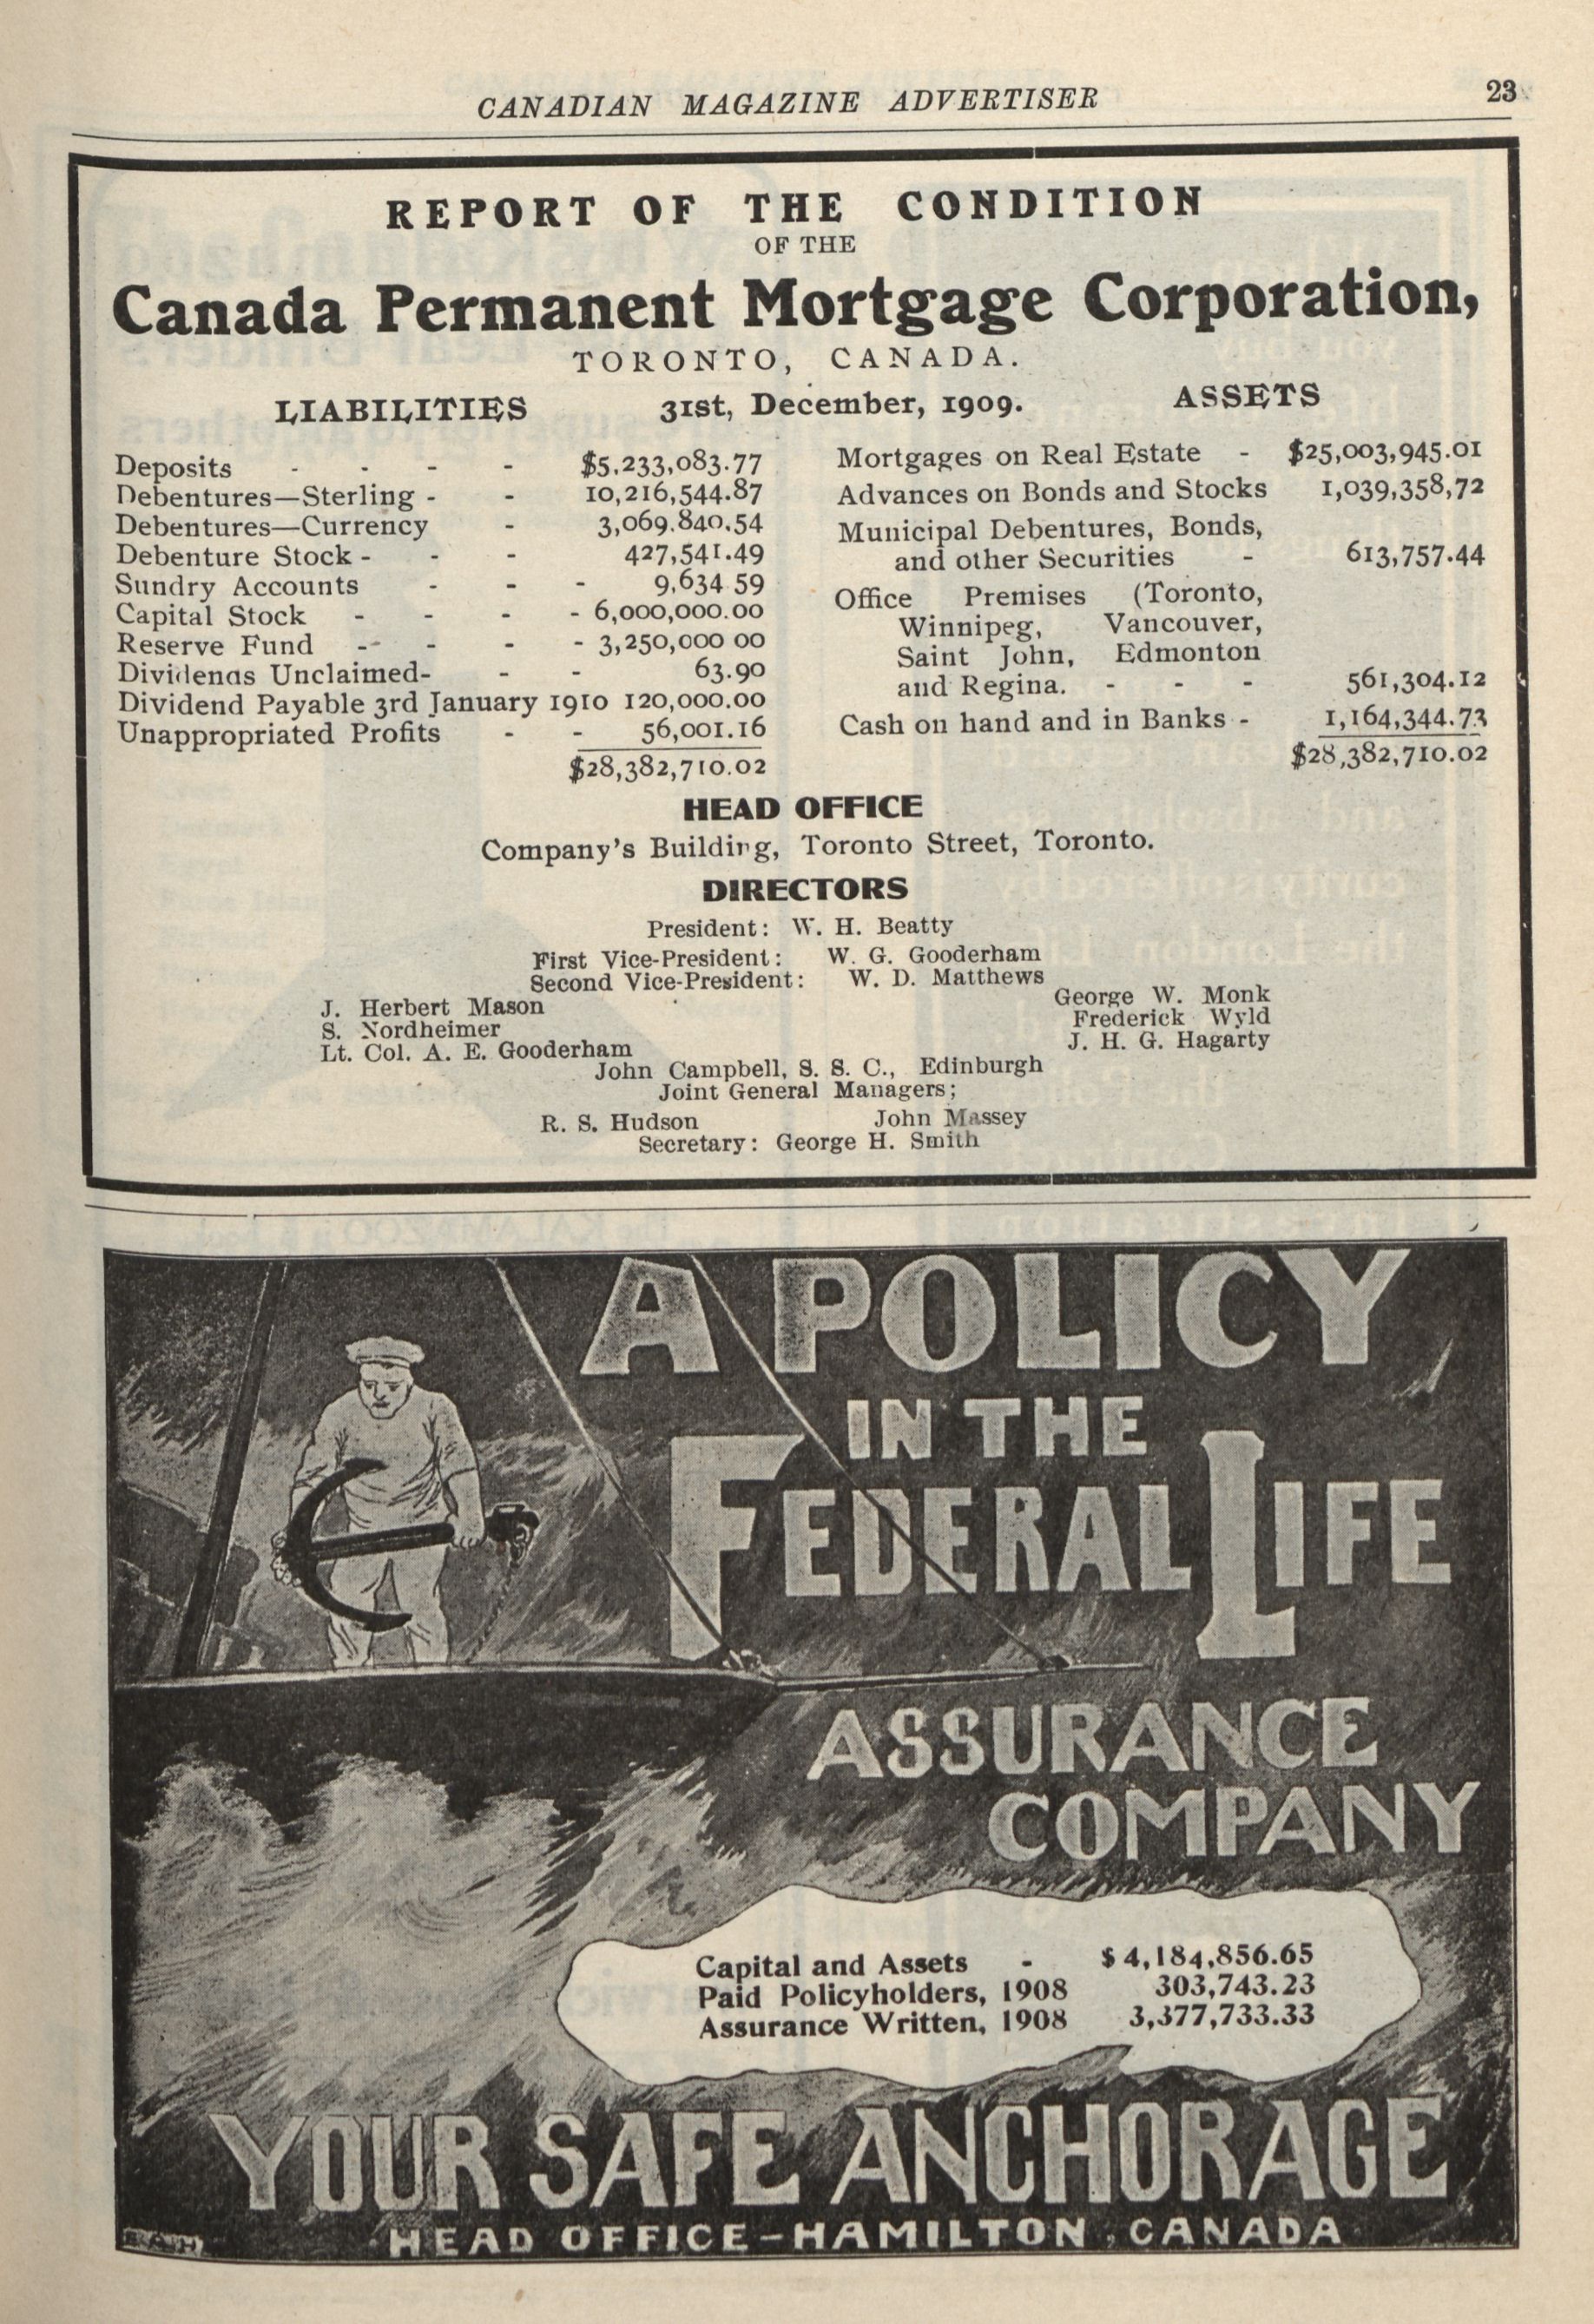 CANADIAN MAGAZINE ADVERTISER 23
REPORT OF THE CONDITION
OF THE
Canada Permanent Mortgage Corporation,
TORONTO, CANADA.
LIABILITIES 31st, December, 1909. ASSETS
Deposits - - - - $5,233,083.77
Debentures—Sterling - - 10,216,544.87
Debentures—Currency - 3,069.840.54
Debenture Stock - - - 427,541.49
Sundry Accounts - - - 9,634 59
Capital Stock - - - - 6,000,000.00
Reserve Fund - - - - 3,250,000 00
Dividends Unclaimed- - - 63.90
Dividend Payable 3rd January 1910 120,000.00
Unappropriated Profits - - 56,001.16
$28,382,710.02
Mortgages on Real Estate - $25,003,945.01
Advances on Bonds and Stocks 1,039,358,72
Municipal Debentures, Bonds,
and other Securities - 613,757.44
Office Premises (Toronto,
Winnipeg, Vancouver,
Saint John, Edmonton
and Regina. - - - 561,304.12
Cash on hand and in Banks - 1,164,344.73
$28,382,710.02
HEAD OFFICE
Company's Building, Toronto Street, Toronto.
DIRECTORS
President: W. H. Beatty
First Vice-President: W. G. Gooderham
Second Vice-President: W. D. Matthews
J. Herbert Mason
S. Nordheimer
Lt. Col. A. E. Gooderham
George W. Monk
Frederick Wyld
J. H. G. Hagarty
John Campbell, S. S. C., Edinburgh
Joint General Managers;
R. S. Hudson John Massey
Secretary: George H. Smith
A POLICY
IN THE
FEDERAL LIFE
ASSURANCE
COMPANY
Capital and Assets - $4,184,856.65
Paid Policyholders, 1908 303,743.23
Assurance Written, 1908 3,377,733.33
YOUR SAFE ANCHORAGE
HEAD OFFICE-HAMILTON, CANADA